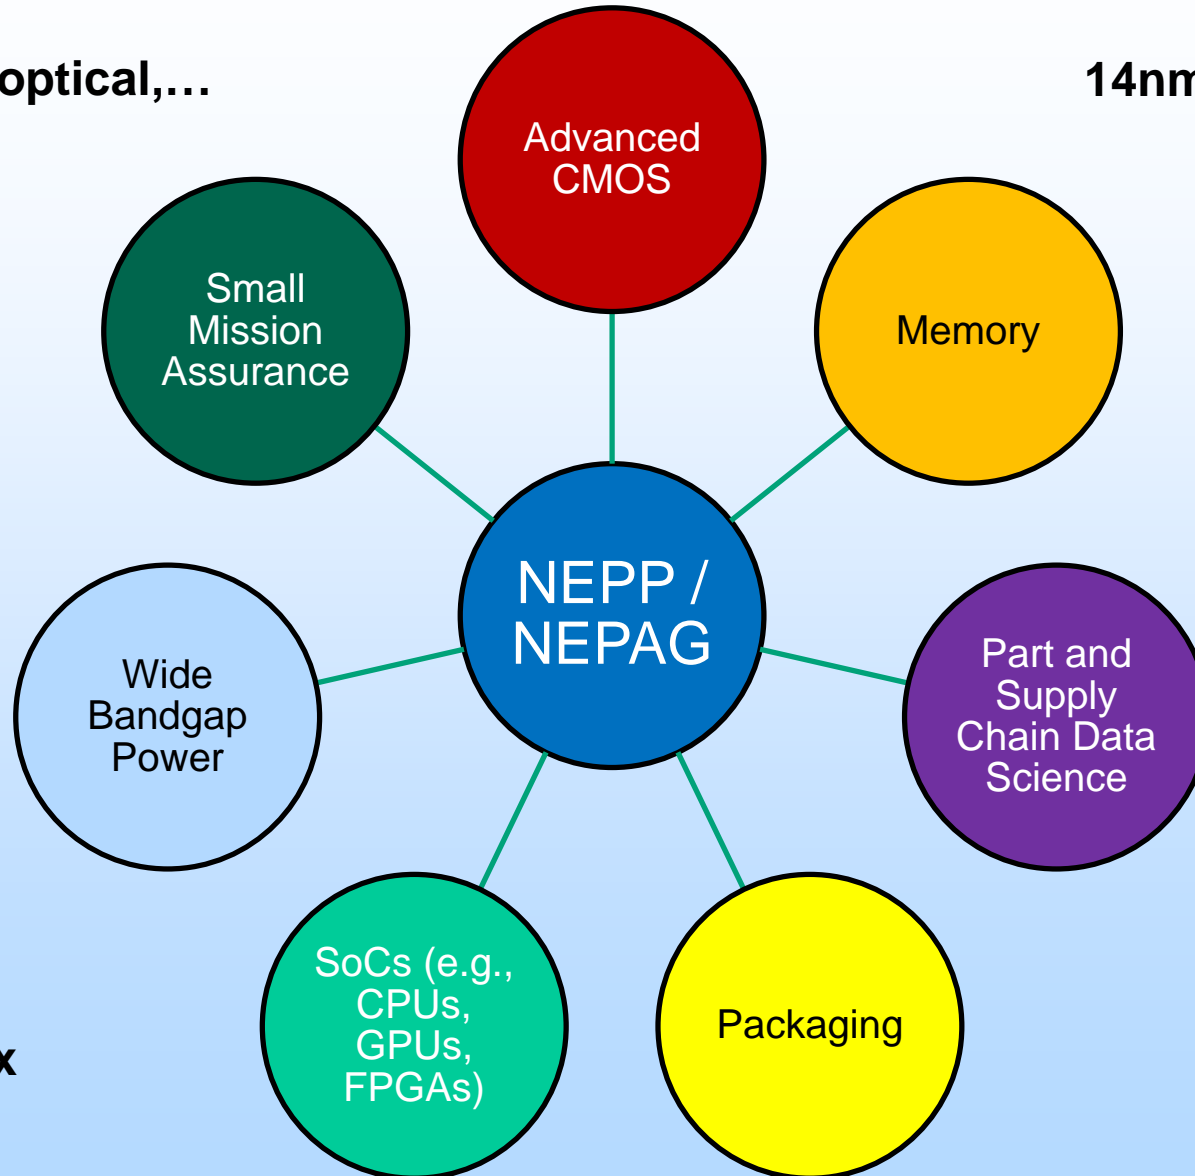 optical,…
14nm
Advanced
CMOS
Small
Mission
Assurance
Memory
NEPP /
NEPAG
Wide
Bandgap
Power
Part and
Supply
Chain Data
Science
SoCs (e.g.,
CPUs,
GPUs,
FPGAs)
Packaging
x